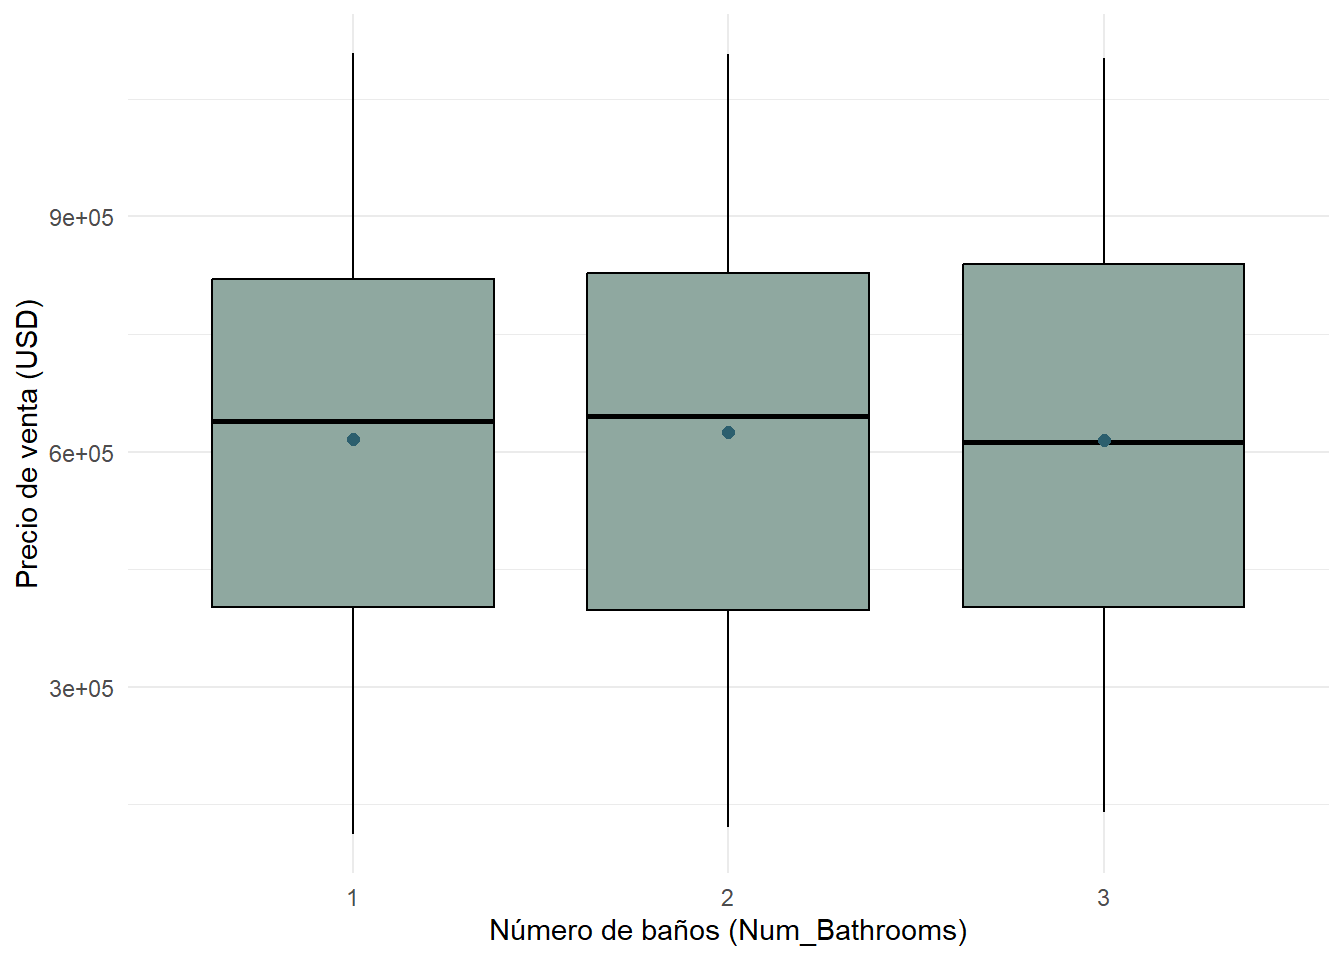 Precio de venta (USD)
9e+05
6e+05
3e+05
1
2
3
Número de baños (Num_Bathrooms)